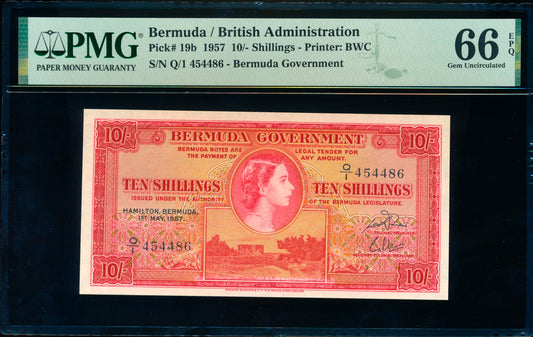 PMG
PAPER MONEY GUARANTY
Bermuda / British Administration
Pick# 19b 1957 10/- Shillings - Printer: BWC
S/N Q/1 454486 - Bermuda Government
66
EPQ
Gem Uncirculated
10/-
10/-
BERMUDA GOVERNMENT
BERMUDA NOTES ARE
THE PAYMENT OF
LEGAL TENDER FOR
ANY AMOUNT.
Q/1 454486
TEN SHILLINGS
TEN SHILLINGS
ISSUED UNDER THE AUTHORITY
OF THE BERMUDA LEGISLATURE.
HAMILTON, BERMUDA,
1ST MAY, 1957.
Q/1 454486
10/-
10/-